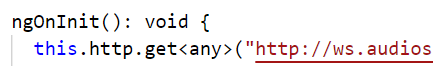 ngOnInit(): void {
this.http.get<any>("http://ws.audios